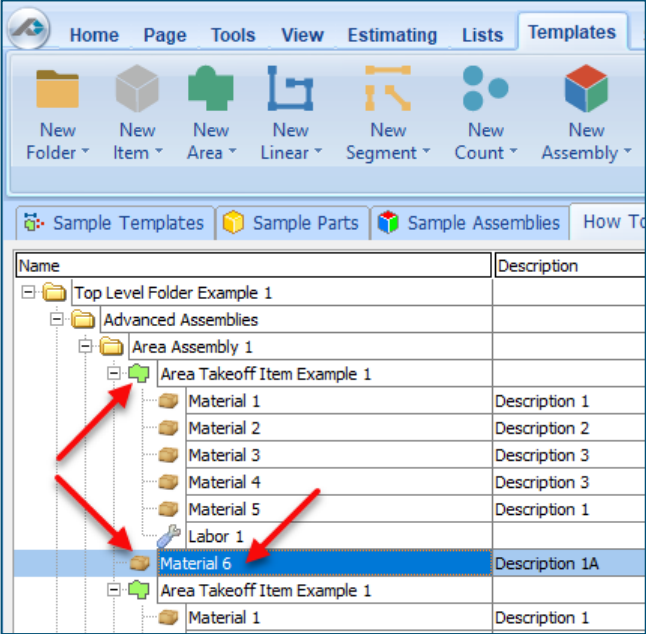 Home Page Tools View Estimating Lists Templates
New Folder New Item New Area New Linear New Segment New Count New Assembly
Sample Templates Sample Parts Sample Assemblies How To
Name Description
Top Level Folder Example 1
Advanced Assemblies
Area Assembly 1
Area Takeoff Item Example 1
Material 1 Description 1
Material 2 Description 2
Material 3 Description 3
Material 4 Description 3
Material 5 Description 1
Labor 1
Material 6 Description 1A
Area Takeoff Item Example 1
Material 1 Description 1